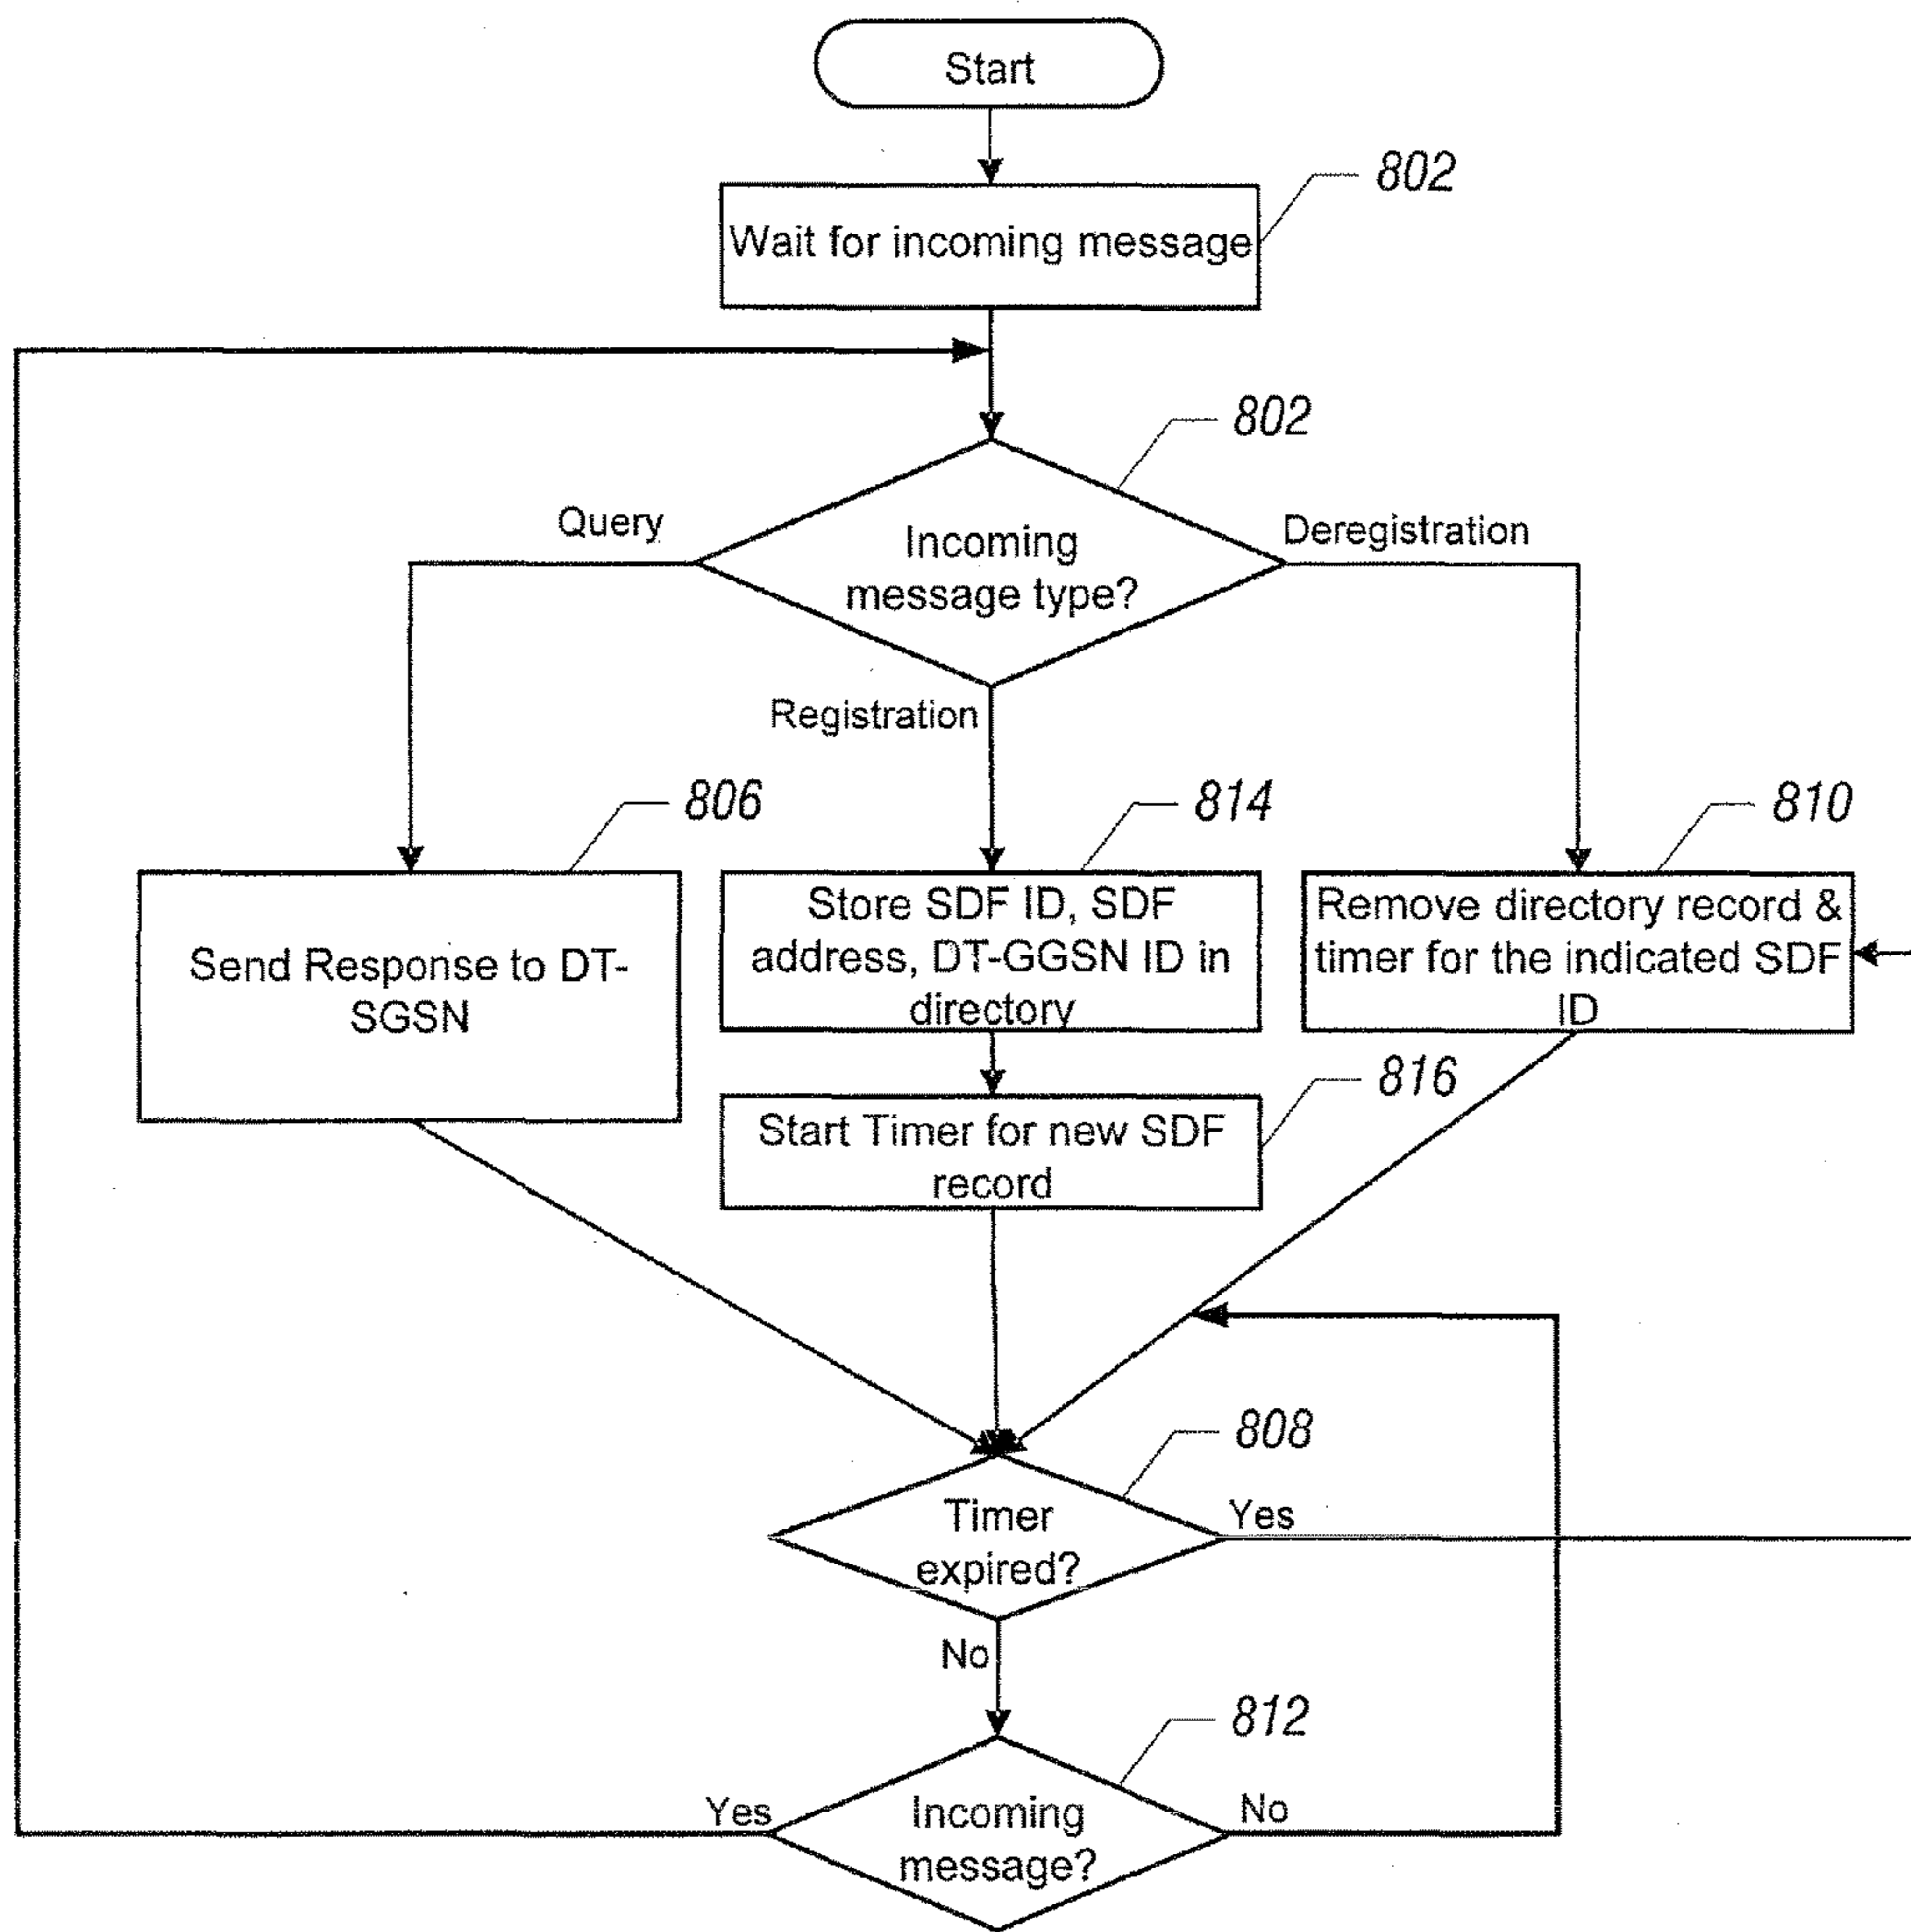 Start
802
Wait for incoming message
802
Query
Incoming
message type?
Deregistration
Registration
806
814
810
Send Response to DT-
SGSN
Store SDF ID, SDF
address, DT-GGSN ID in
directory
Remove directory record &
timer for the indicated SDF
ID
816
Start Timer for new SDF
record
808
Timer
expired?
Yes
No
812
Yes
Incoming
message?
No